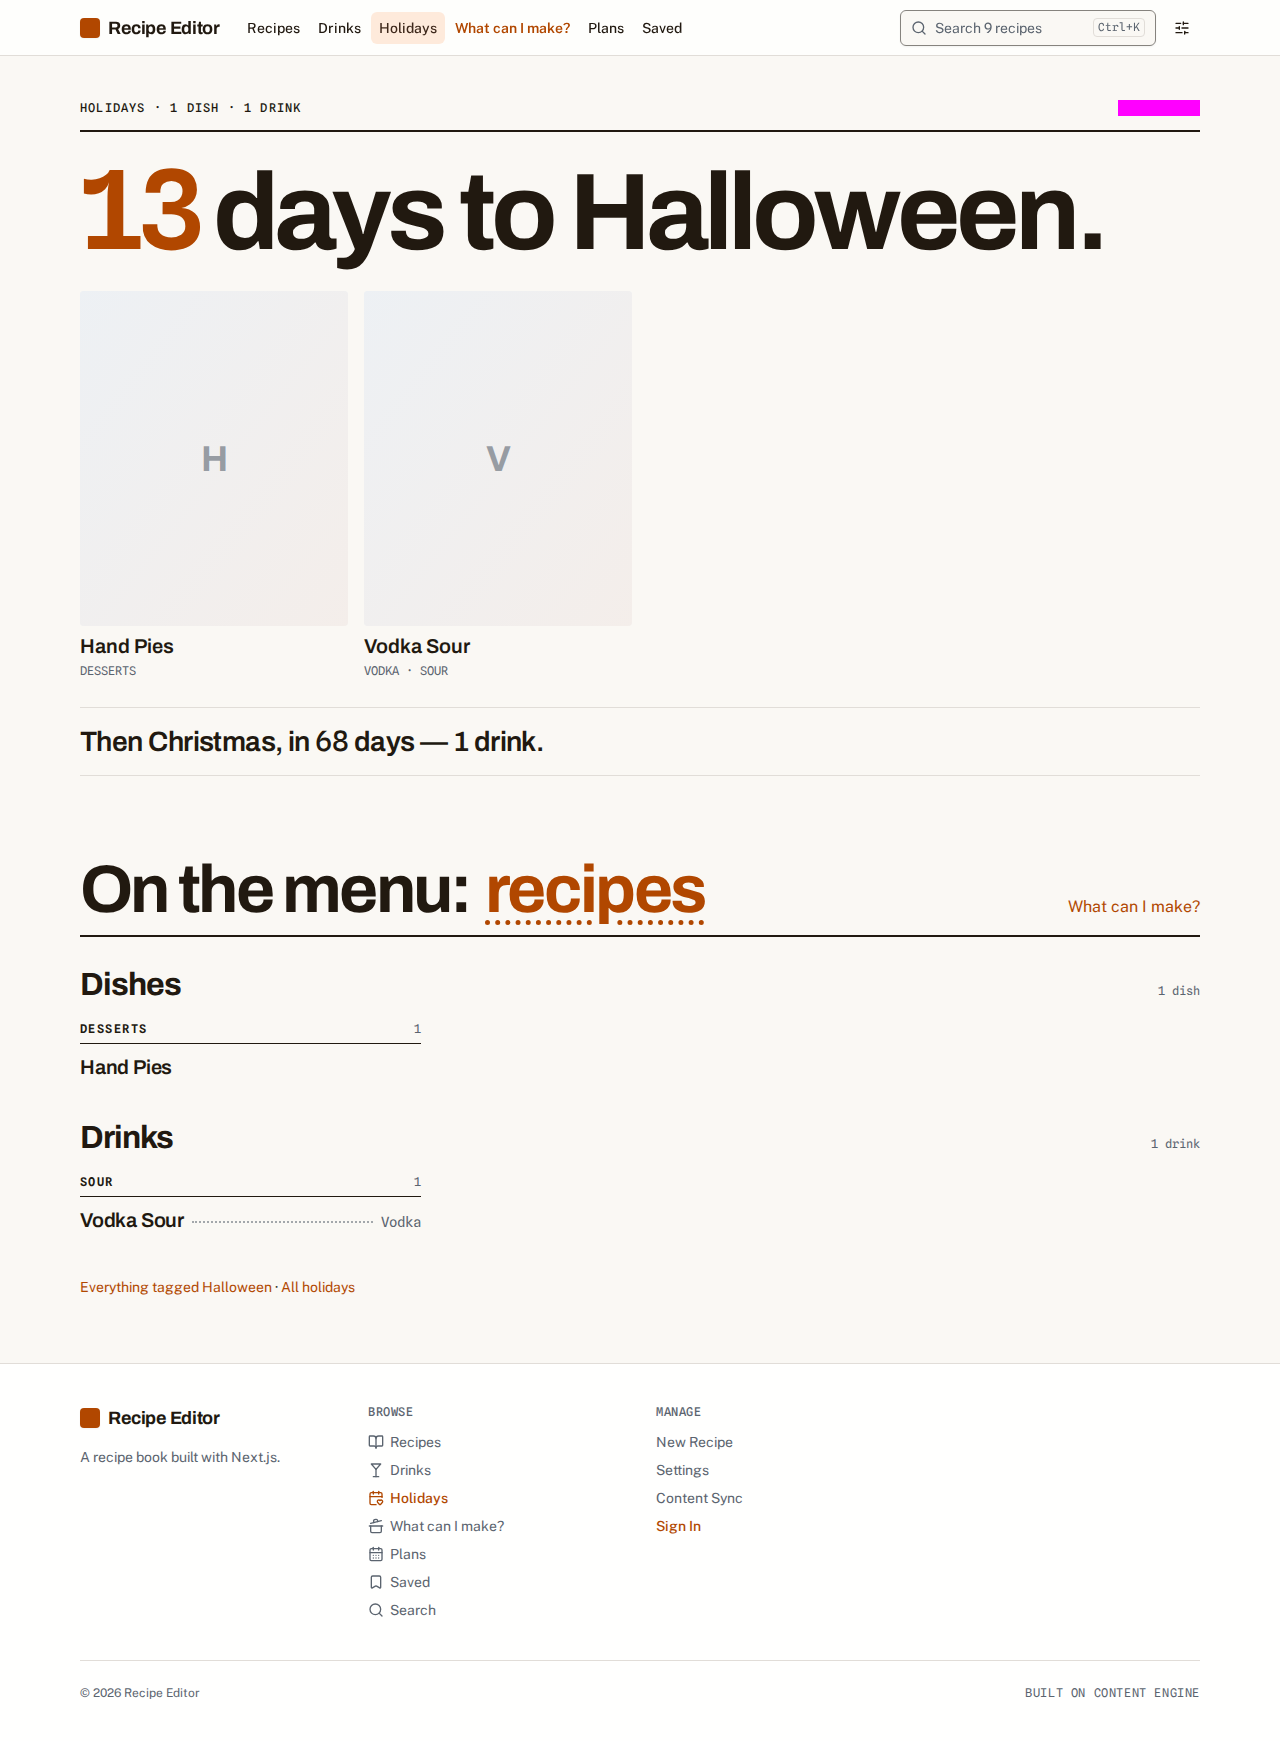 Recipe Editor
Recipes
Drinks
Holidays
What can I make?
Plans
Saved
Search 9 recipes
Ctrl+K
HOLIDAYS · 1 DISH · 1 DRINK
13 days to Halloween.
H
V
Hand Pies
DESSERTS
Vodka Sour
VODKA · SOUR
Then Christmas, in 68 days — 1 drink.
On the menu: recipes
What can I make?
Dishes
1 dish
DESSERTS
1
Hand Pies
Drinks
1 drink
SOUR
1
Vodka Sour
Vodka
Everything tagged Halloween · All holidays
Recipe Editor
A recipe book built with Next.js.
BROWSE
Recipes
Drinks
Holidays
What can I make?
Plans
Saved
Search
MANAGE
New Recipe
Settings
Content Sync
Sign In
© 2026 Recipe Editor
BUILT ON CONTENT ENGINE